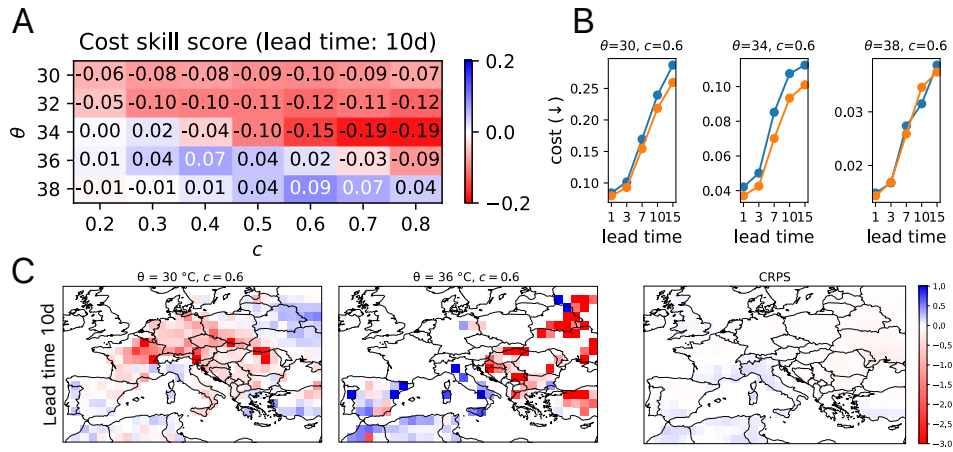 A
Cost skill score (lead time: 10d)
θ
30 -0.06 -0.08 -0.08 -0.09 -0.10 -0.09 -0.07
32 -0.05 -0.10 -0.10 -0.11 -0.12 -0.11 -0.12
34 0.00 0.02 -0.04 -0.10 -0.15 -0.19 -0.19
36 0.01 0.04 0.07 0.04 0.02 -0.03 -0.09
38 -0.01 -0.01 0.01 0.04 0.09 0.07 0.04
0.2 0.3 0.4 0.5 0.6 0.7 0.8
c
0.2
0.0
−0.2
B
θ=30, c=0.6
cost (↓)
0.25
0.20
0.15
0.10
1 3 7 10 15
lead time
θ=34, c=0.6
0.10
0.08
0.06
0.04
1 3 7 10 15
lead time
θ=38, c=0.6
0.03
0.02
1 3 7 10 15
lead time
C
Lead time 10d
θ = 30 °C, c = 0.6
θ = 36 °C, c = 0.6
CRPS
1.0
0.5
0.0
−0.5
−1.0
−1.5
−2.0
−2.5
−3.0